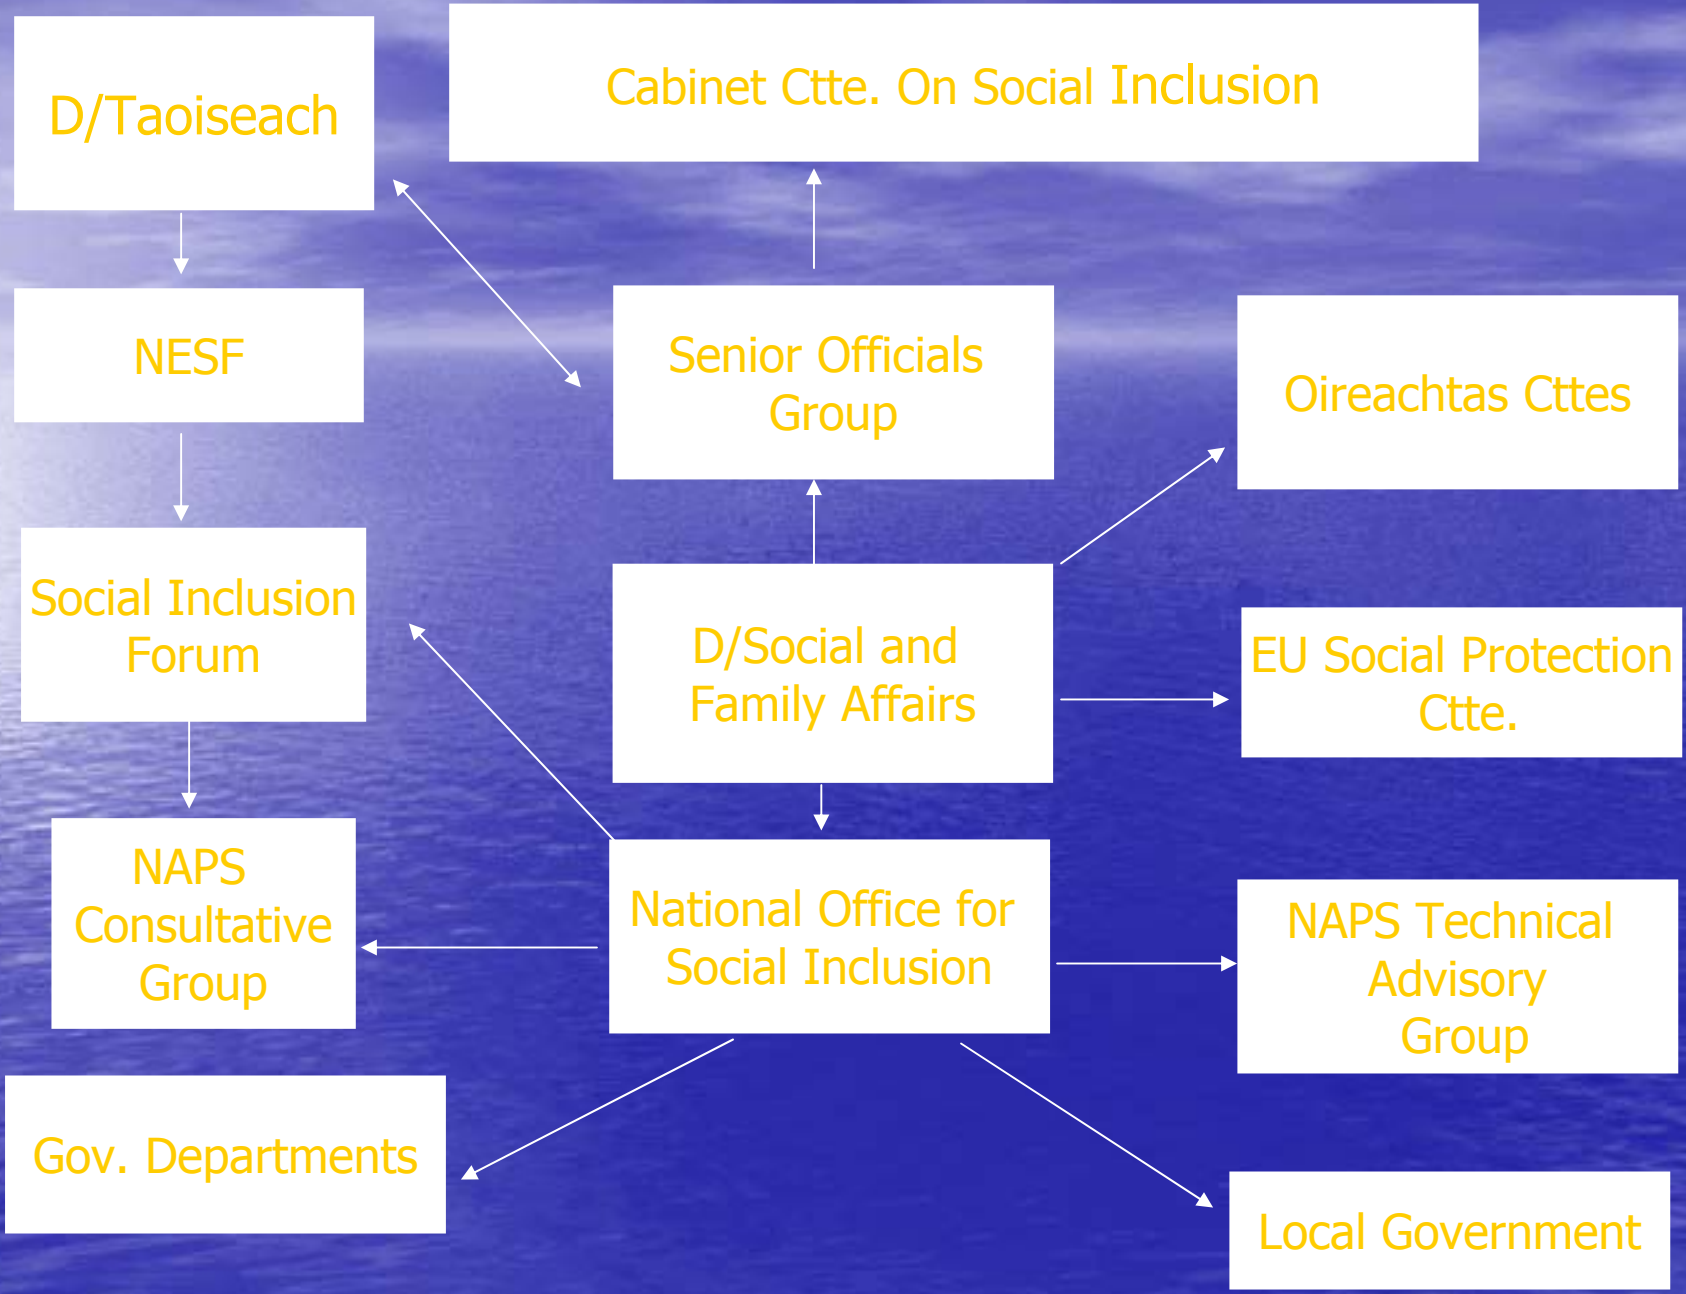 D/Taoiseach
Cabinet Ctte. On Social Inclusion
NESF
Senior Officials
Group
Oireachtas Cttes
Social Inclusion
Forum
D/Social and
Family Affairs
EU Social Protection
Ctte.
NAPS
Consultative
Group
National Office for
Social Inclusion
NAPS Technical
Advisory
Group
Gov. Departments
Local Government